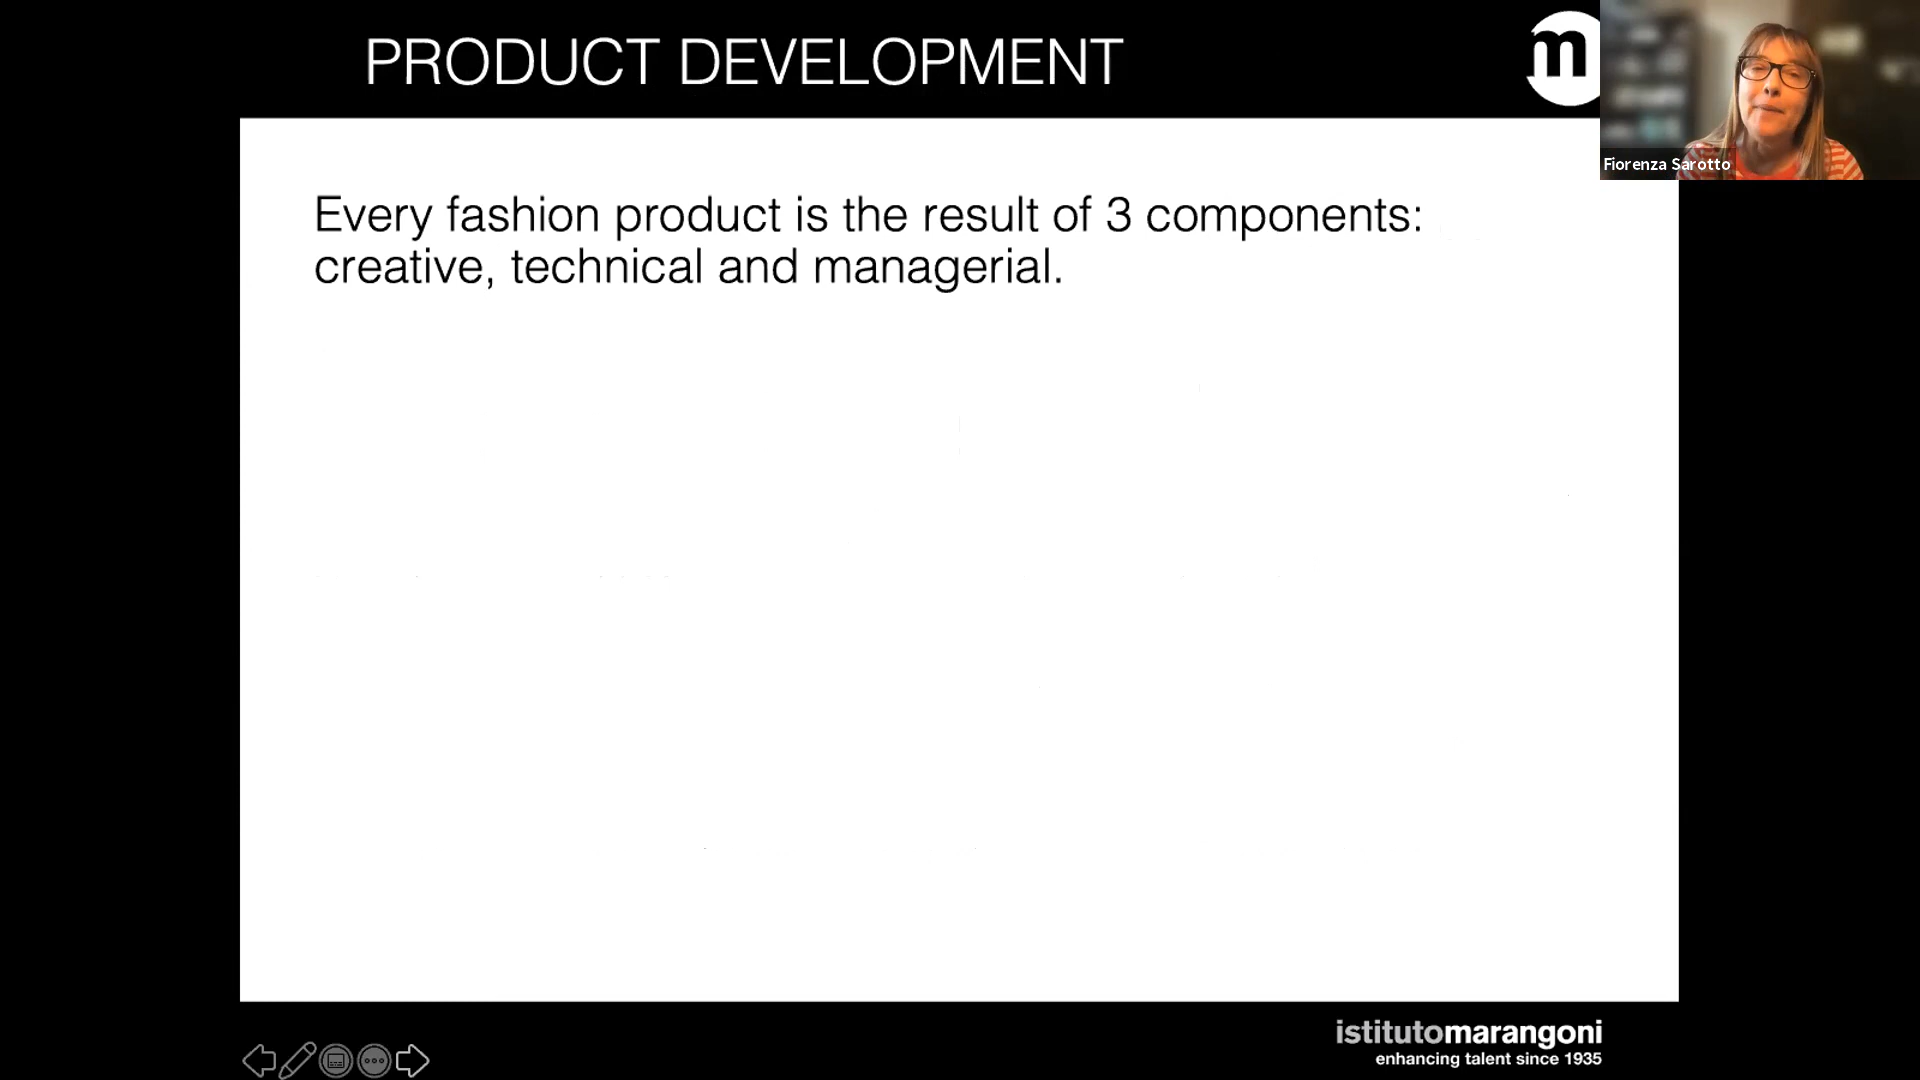 PRODUCT DEVELOPMENT
m
Fiorenza Sarotto
Every fashion product is the result of 3 components:
creative, technical and managerial.
istitutomarangoni
enhancing talent since 1935